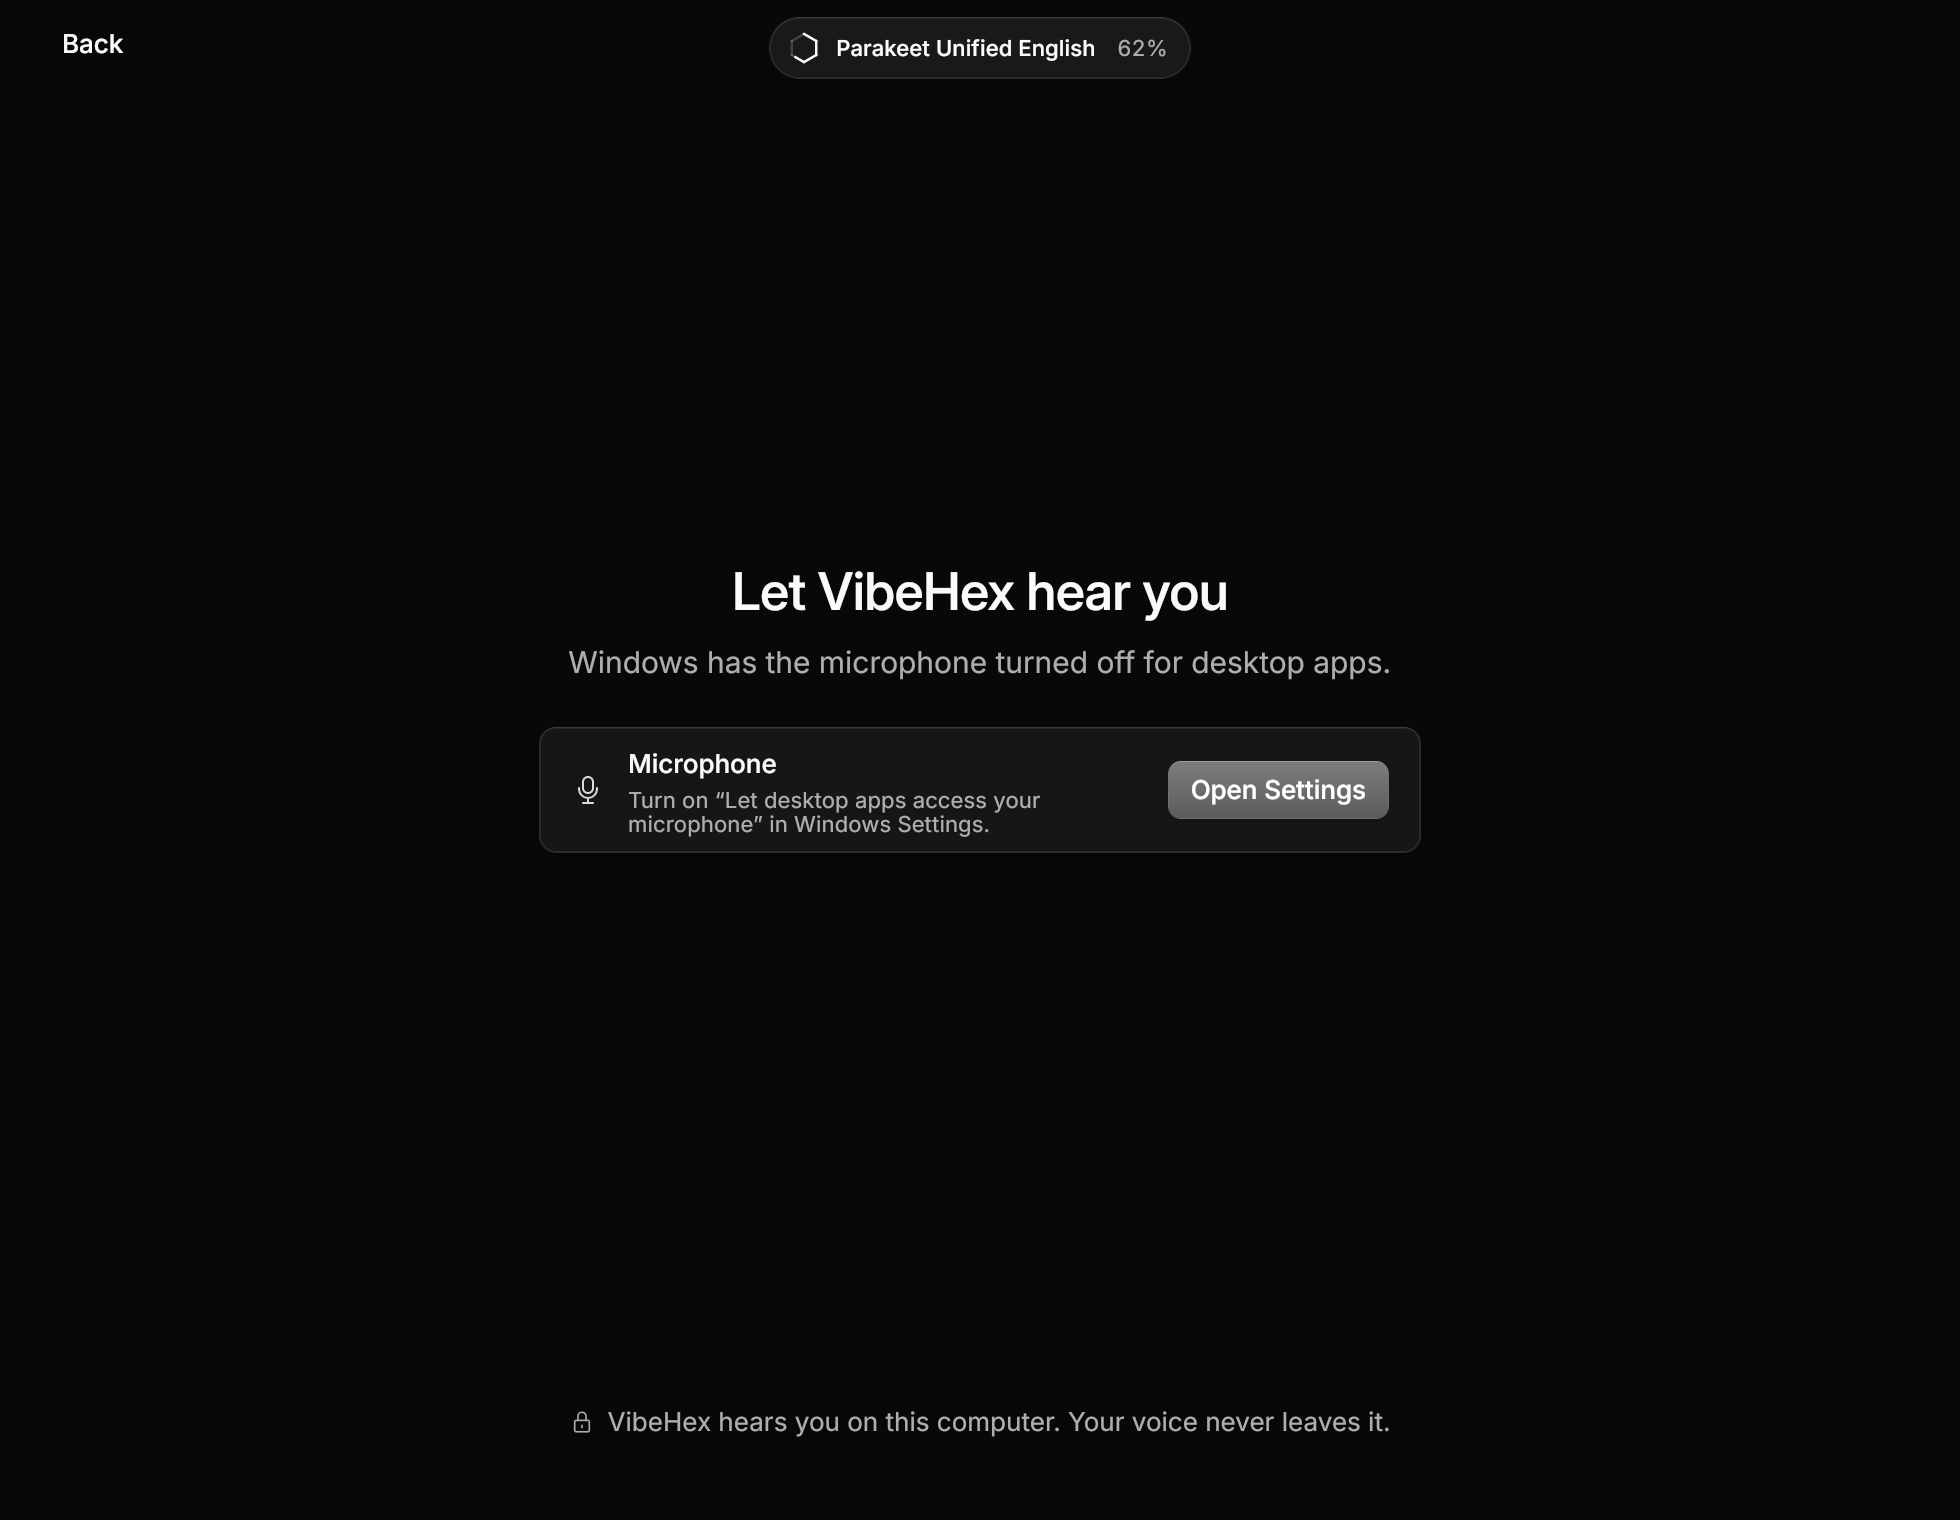 Back
Parakeet Unified English 62%
Let VibeHex hear you
Windows has the microphone turned off for desktop apps.
Microphone
Turn on “Let desktop apps access your
microphone” in Windows Settings.
Open Settings
VibeHex hears you on this computer. Your voice never leaves it.